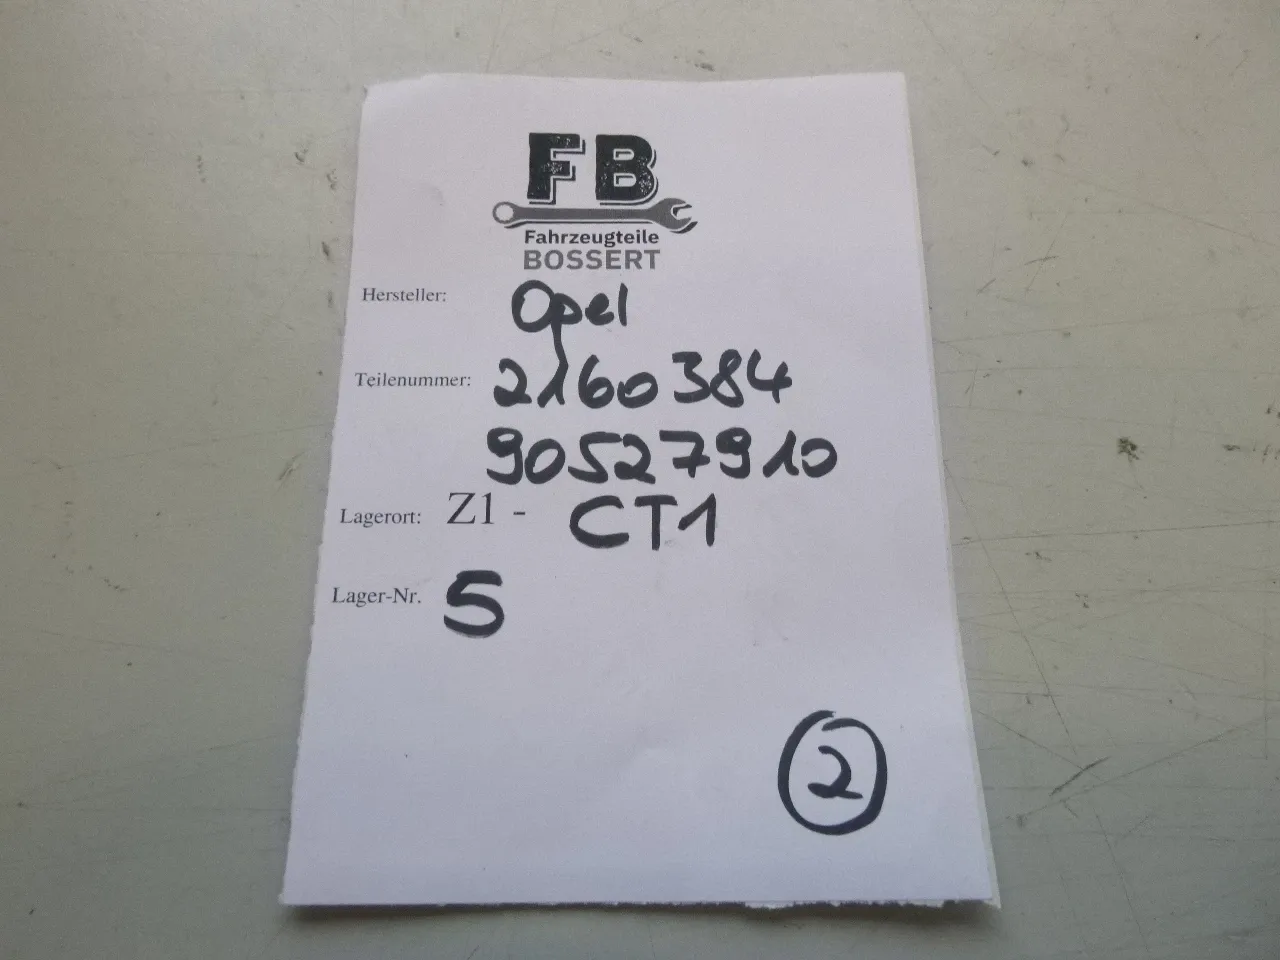 FB
Fahrzeugteile
BOSSERT
Hersteller: Opel
Teilenummer: 2160384
90527910
Lagerort: Z1 - CT1
Lager-Nr. 5
2